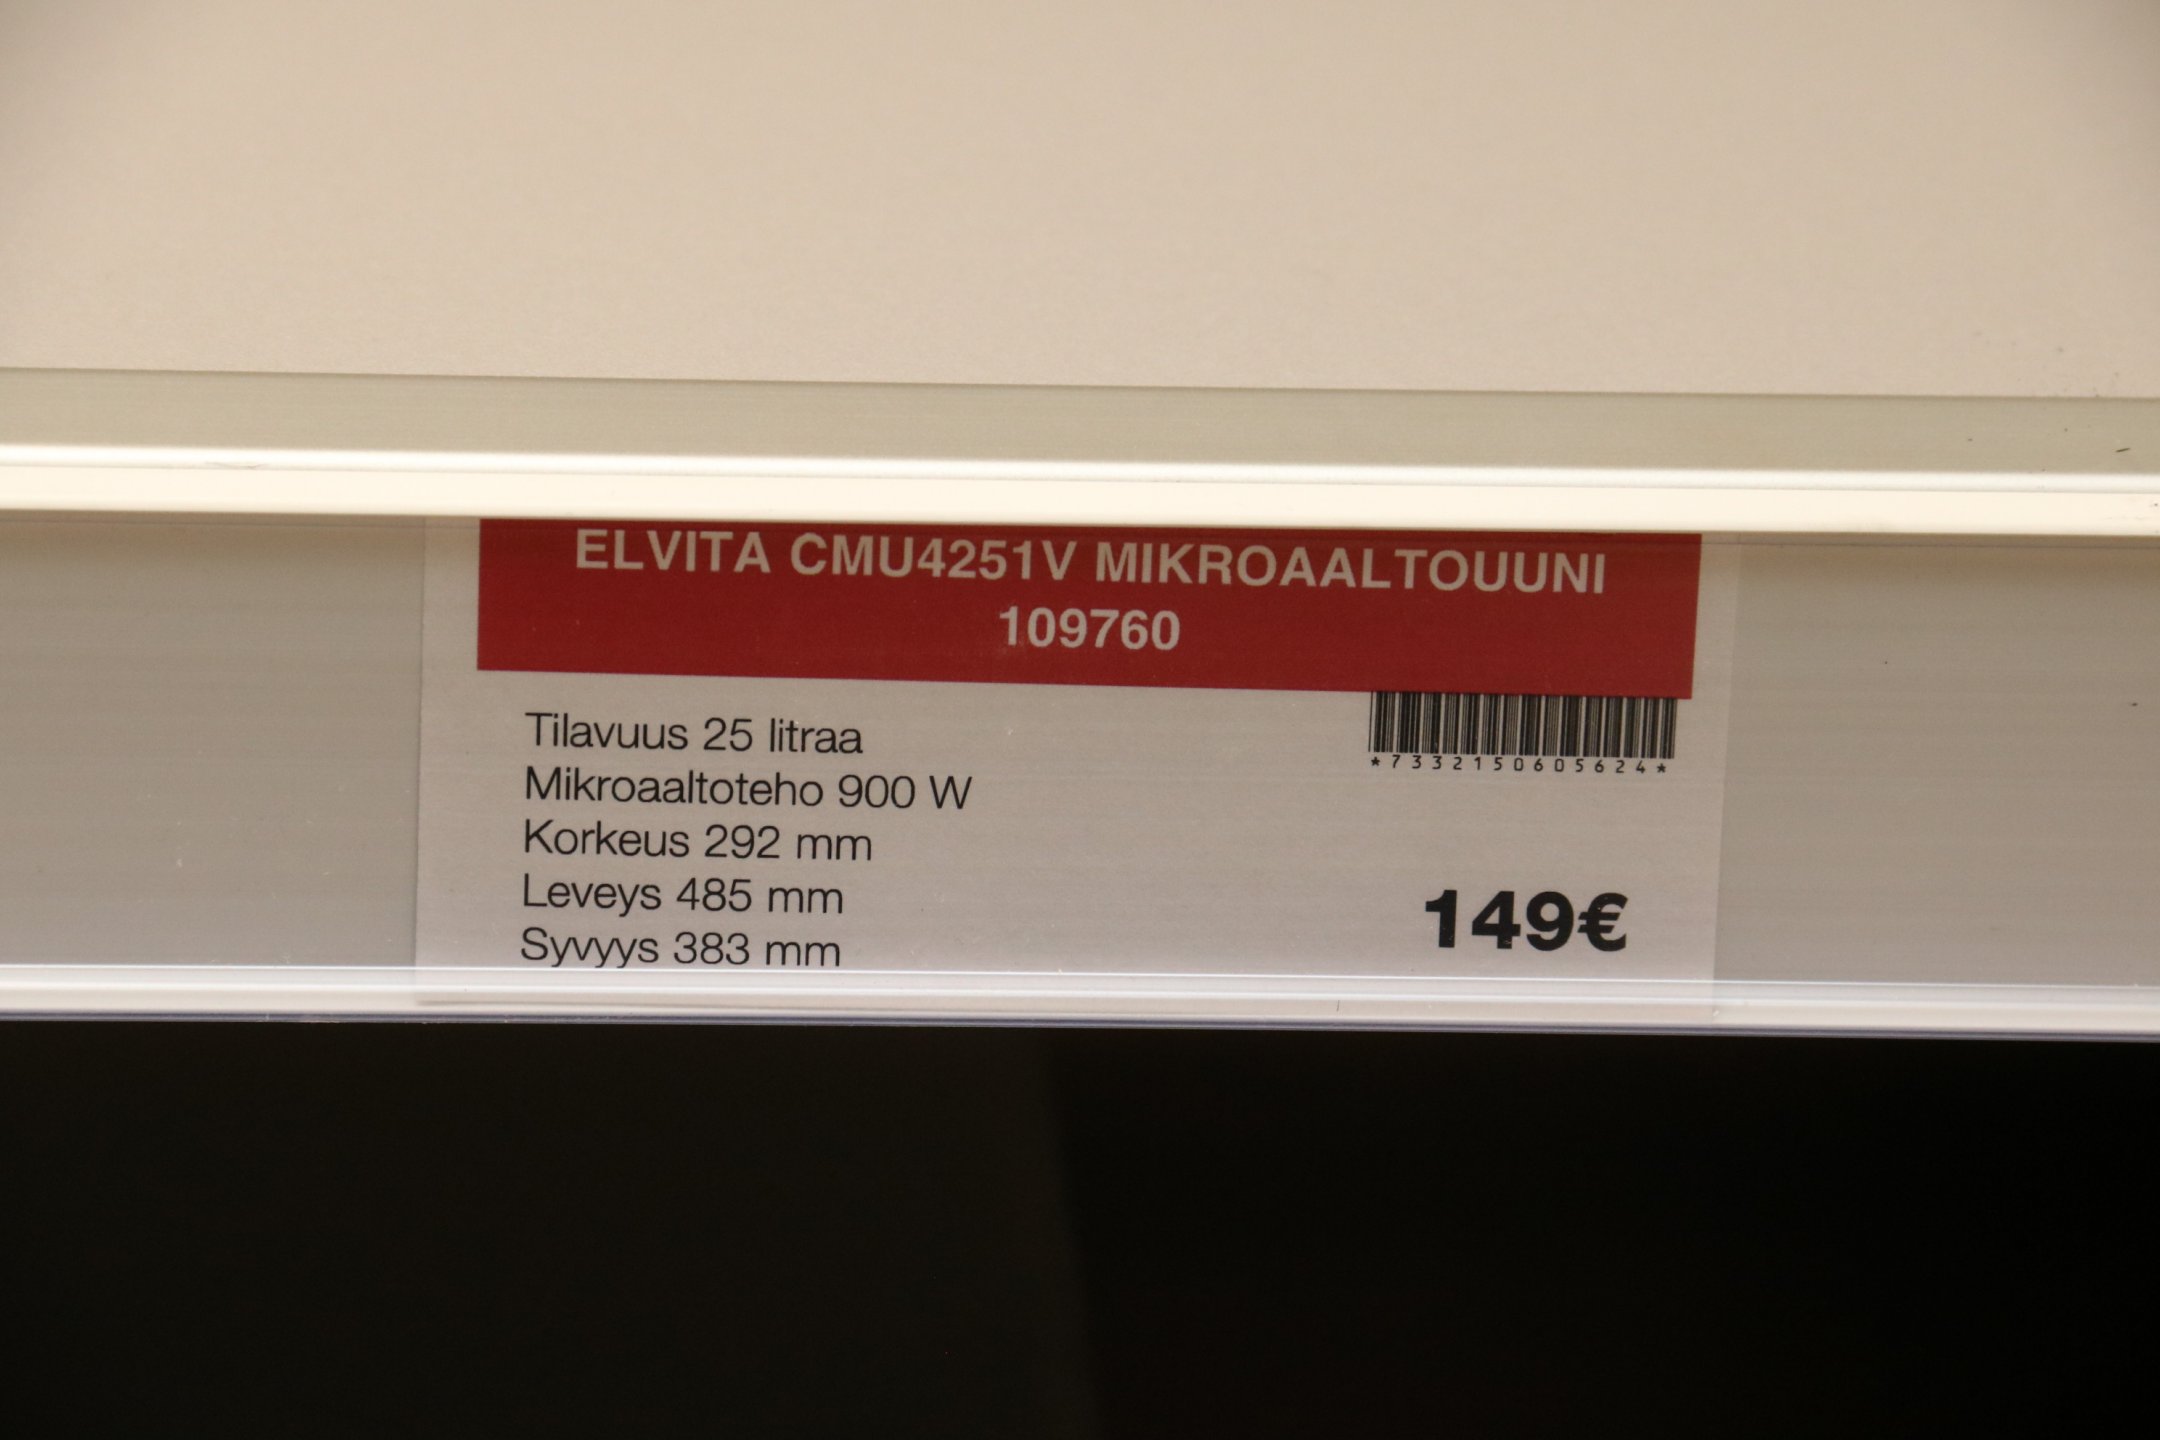 ELVITA CMU4251V MIKROAALTOUUNI
109760
Tilavuus 25 litraa
Mikroaaltoteho 900 W
Korkeus 292 mm
Leveys 485 mm
Syvyys 383 mm
*7332150605624*
149€